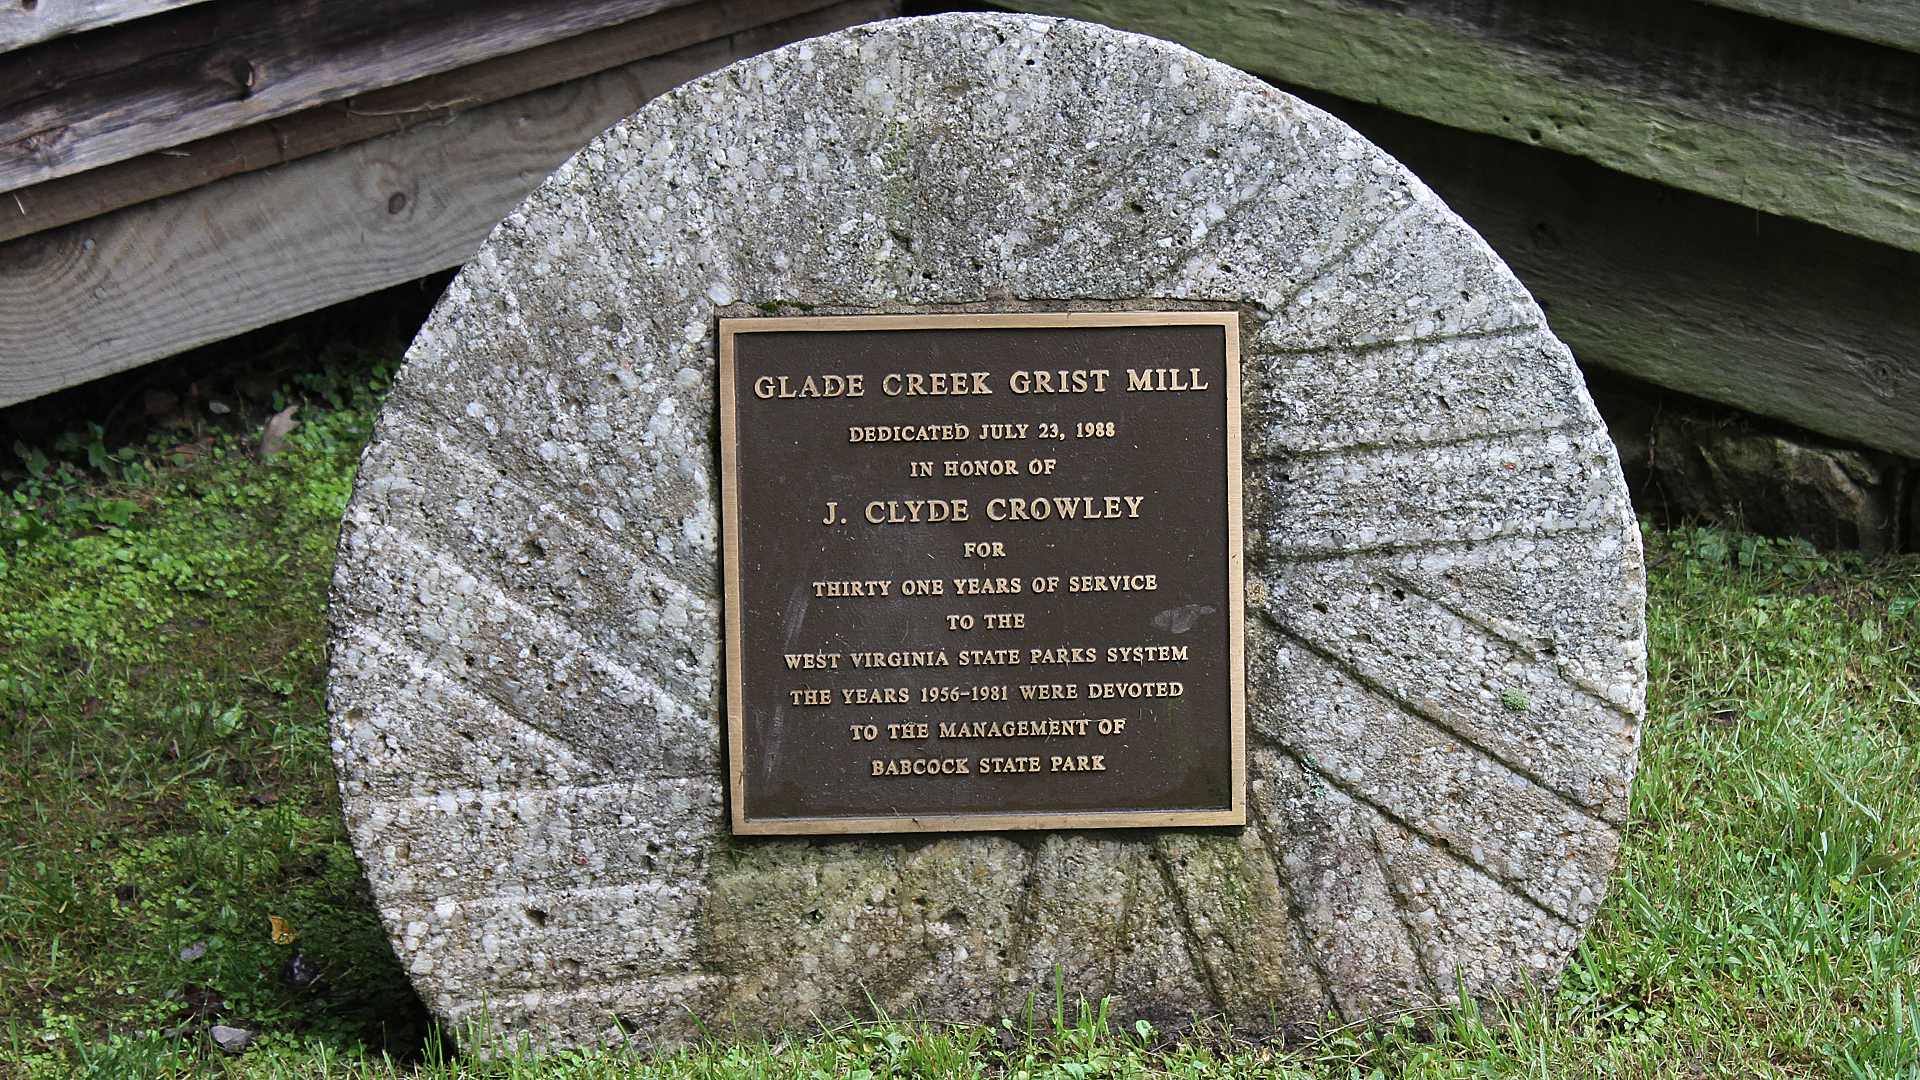 GLADE CREEK GRIST MILL
DEDICATED JULY 23, 1988
IN HONOR OF
J. CLYDE CROWLEY
FOR
THIRTY ONE YEARS OF SERVICE
TO THE
WEST VIRGINIA STATE PARKS SYSTEM
THE YEARS 1956-1981 WERE DEVOTED
TO THE MANAGEMENT OF
BABCOCK STATE PARK